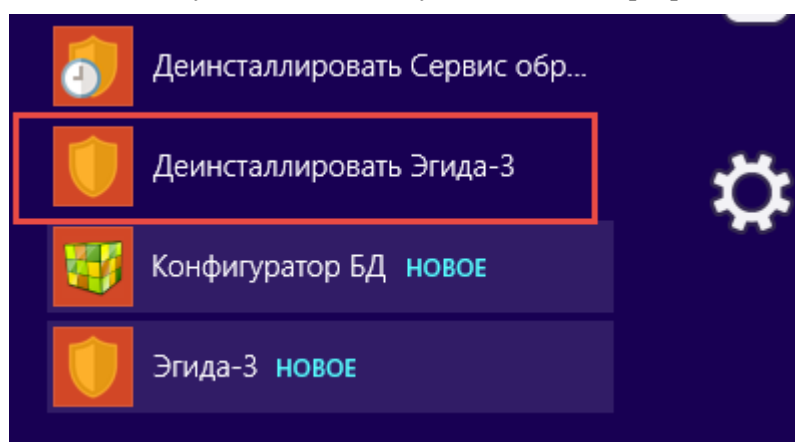 Деинсталлировать Сервис обр...
Деинсталлировать Эгида-3
Конфигуратор БД НОВОЕ
Эгида-3 НОВОЕ